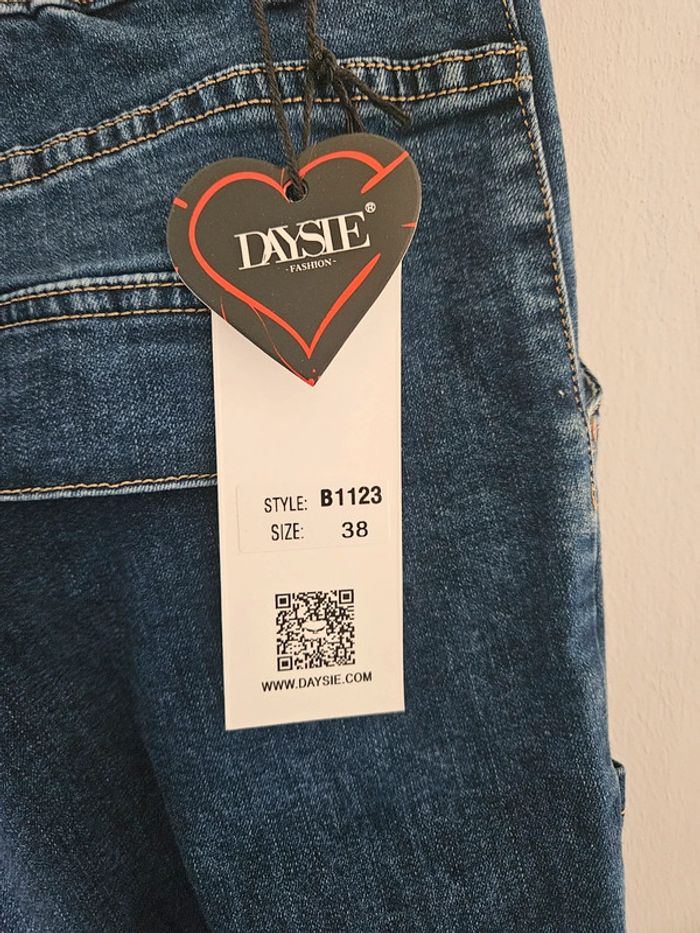 DAYSIE®
-FASHION-
STYLE: B1123
SIZE: 38
WWW.DAYSIE.COM